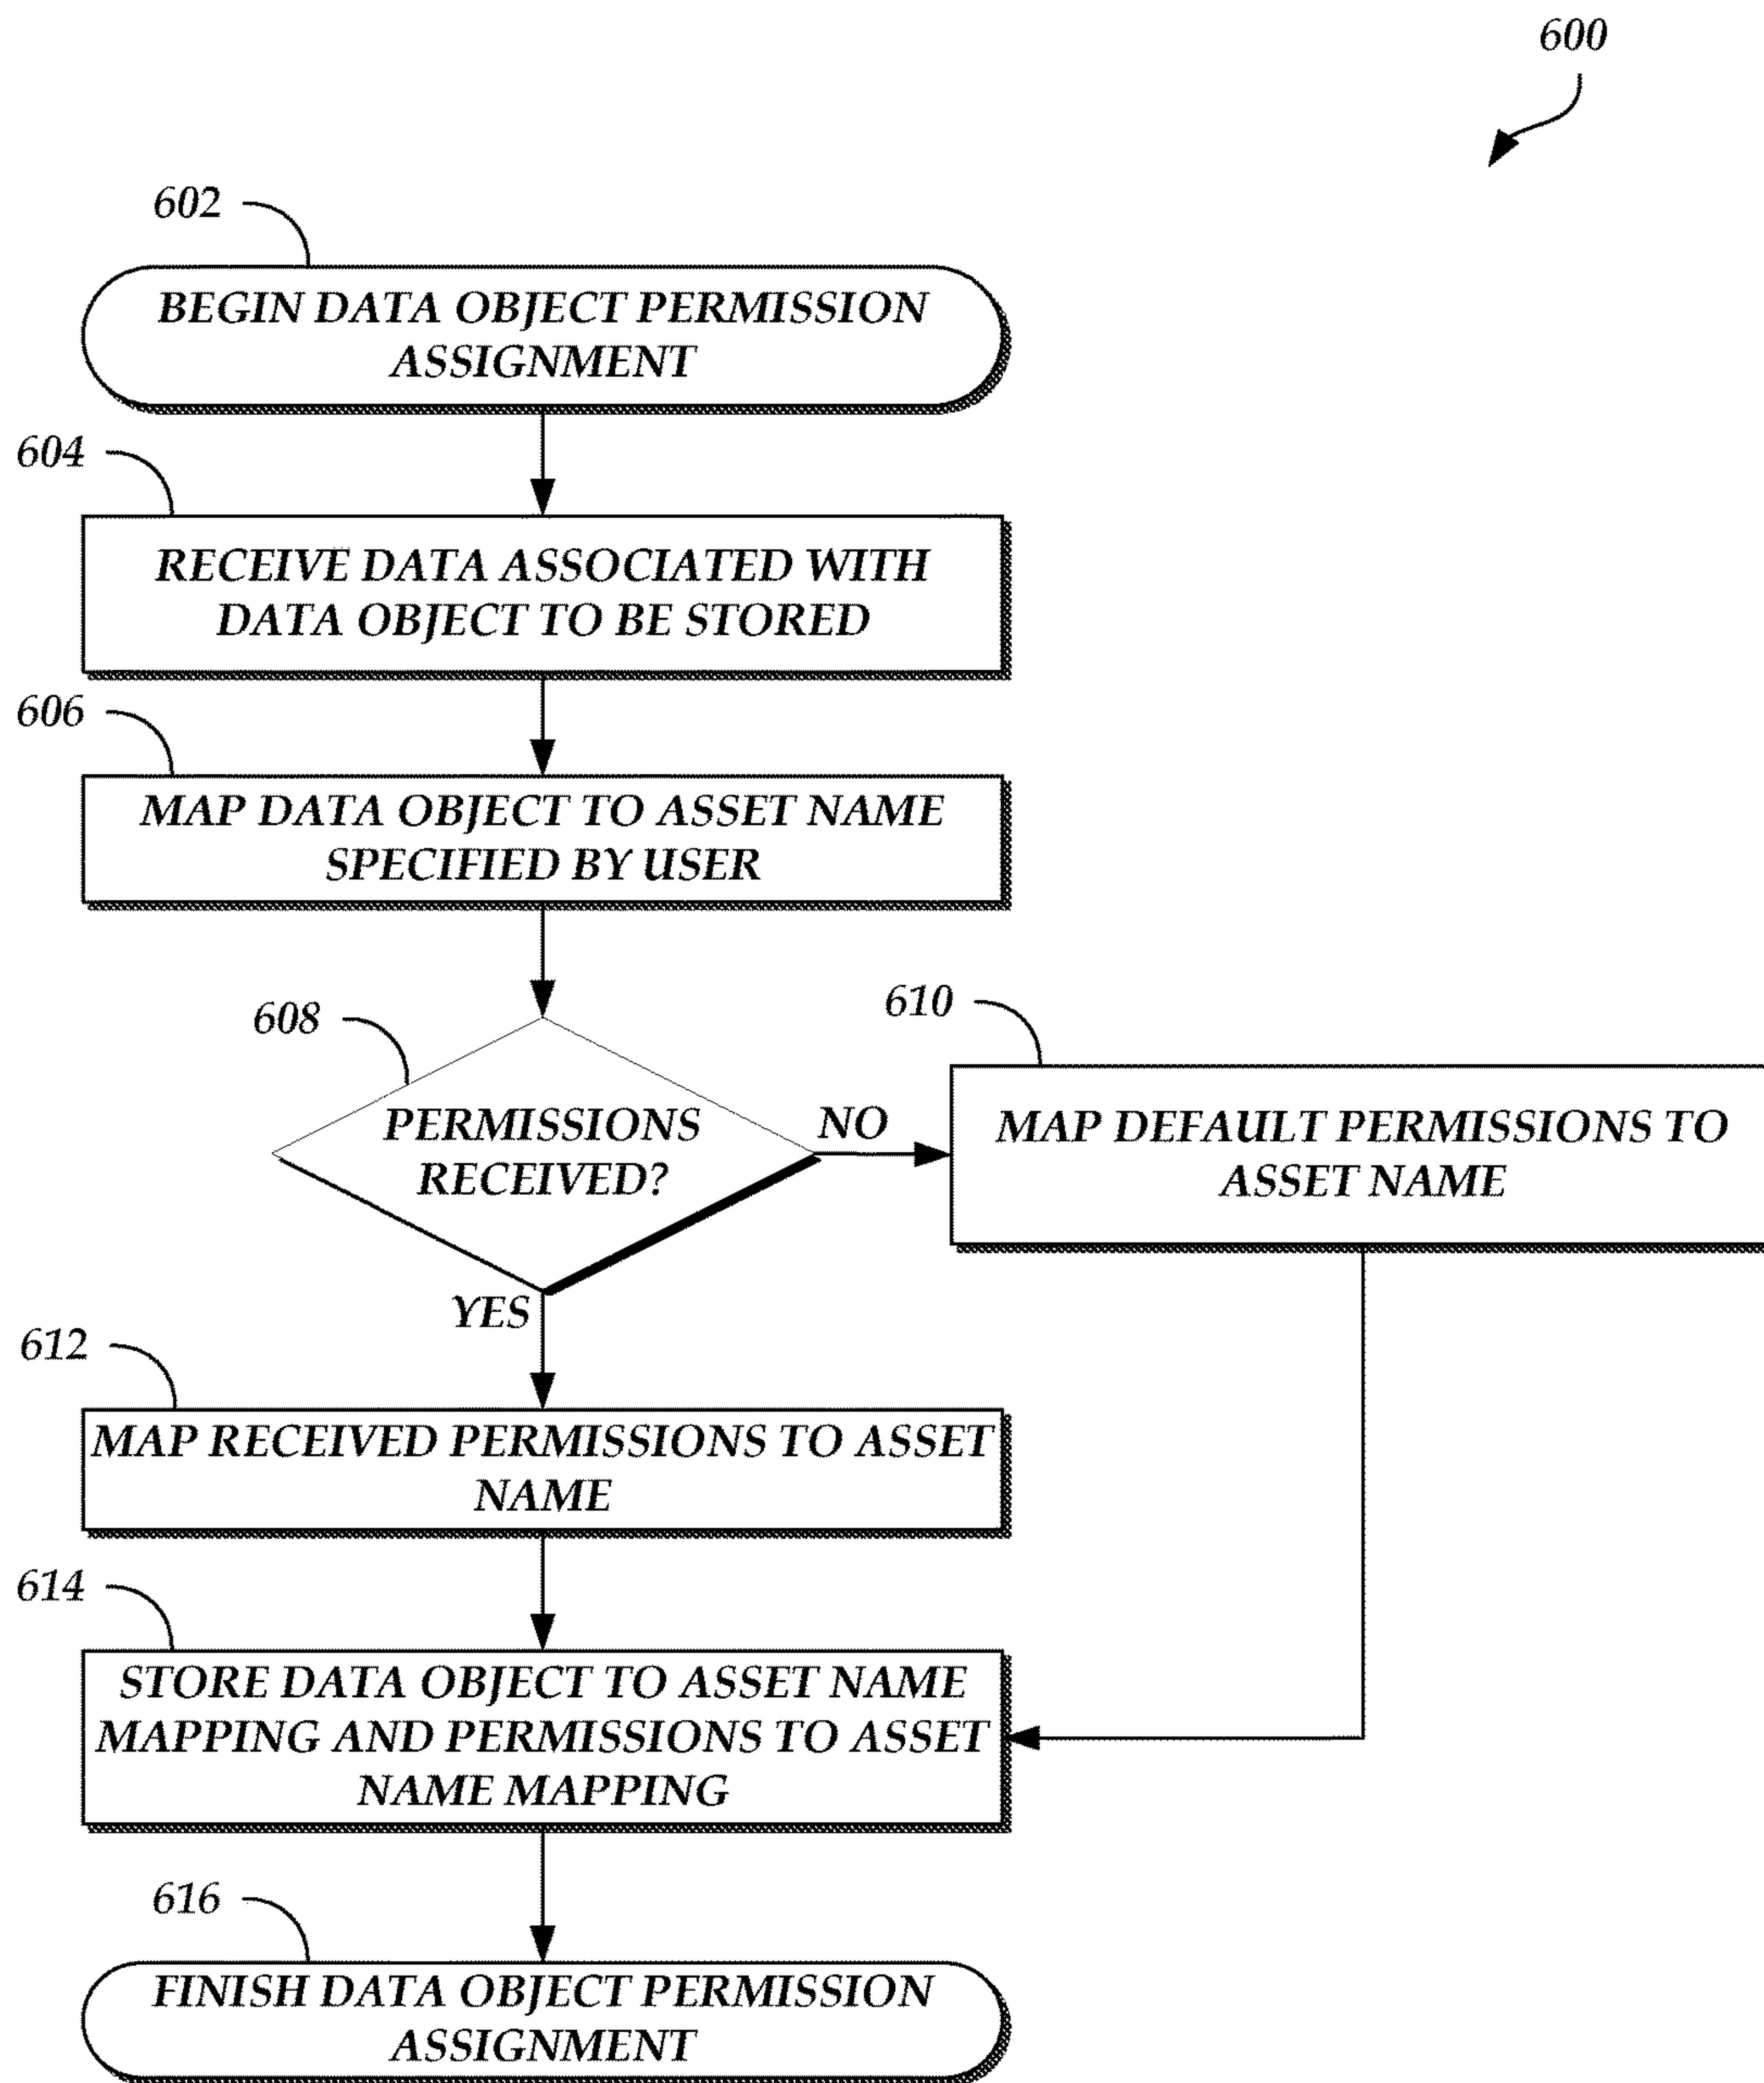 600
602
BEGIN DATA OBJECT PERMISSION
ASSIGNMENT
604
RECEIVE DATA ASSOCIATED WITH
DATA OBJECT TO BE STORED
606
MAP DATA OBJECT TO ASSET NAME
SPECIFIED BY USER
608
PERMISSIONS
RECEIVED?
NO
610
MAP DEFAULT PERMISSIONS TO
ASSET NAME
YES
612
MAP RECEIVED PERMISSIONS TO ASSET
NAME
614
STORE DATA OBJECT TO ASSET NAME
MAPPING AND PERMISSIONS TO ASSET
NAME MAPPING
616
FINISH DATA OBJECT PERMISSION
ASSIGNMENT